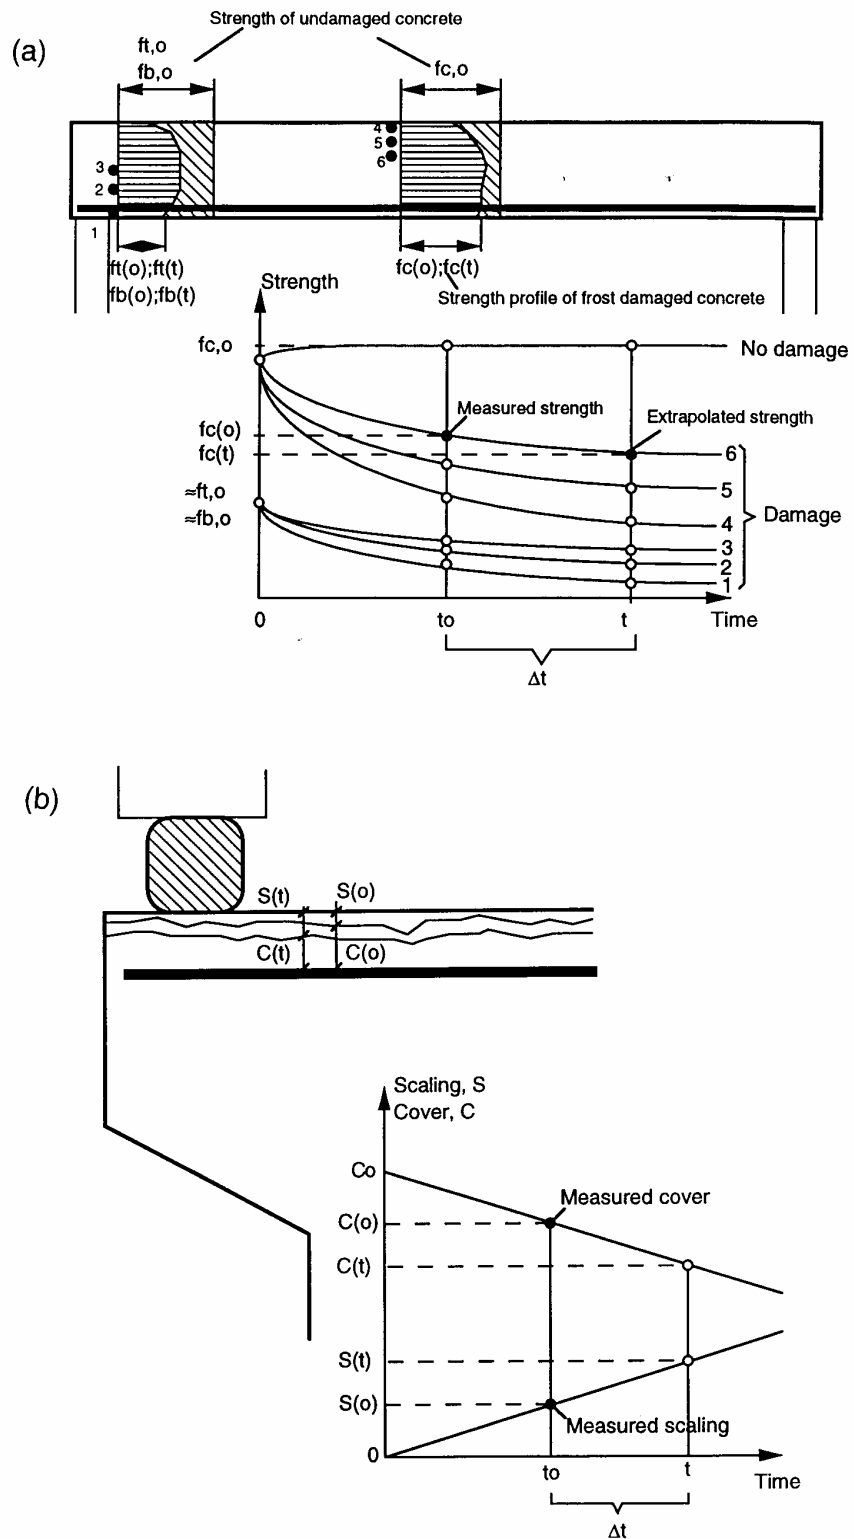 (a)
Strength of undamaged concrete
ft,o
fb,o
fc,o
4
5
6
3
2
1
ft(o);ft(t)
fb(o);fb(t)
fc(o);fc(t)
Strength profile of frost damaged concrete
Strength
fc,o
No damage
Measured strength
Extrapolated strength
fc(o)
fc(t)
6
≈ft,o
5
≈fb,o
4
Damage
3
2
1
0
to
t
Time
Δt
(b)
S(t)
S(o)
C(t)
C(o)
Scaling, S
Cover, C
Co
Measured cover
C(o)
C(t)
S(t)
S(o)
Measured scaling
0
to
t
Time
Δt